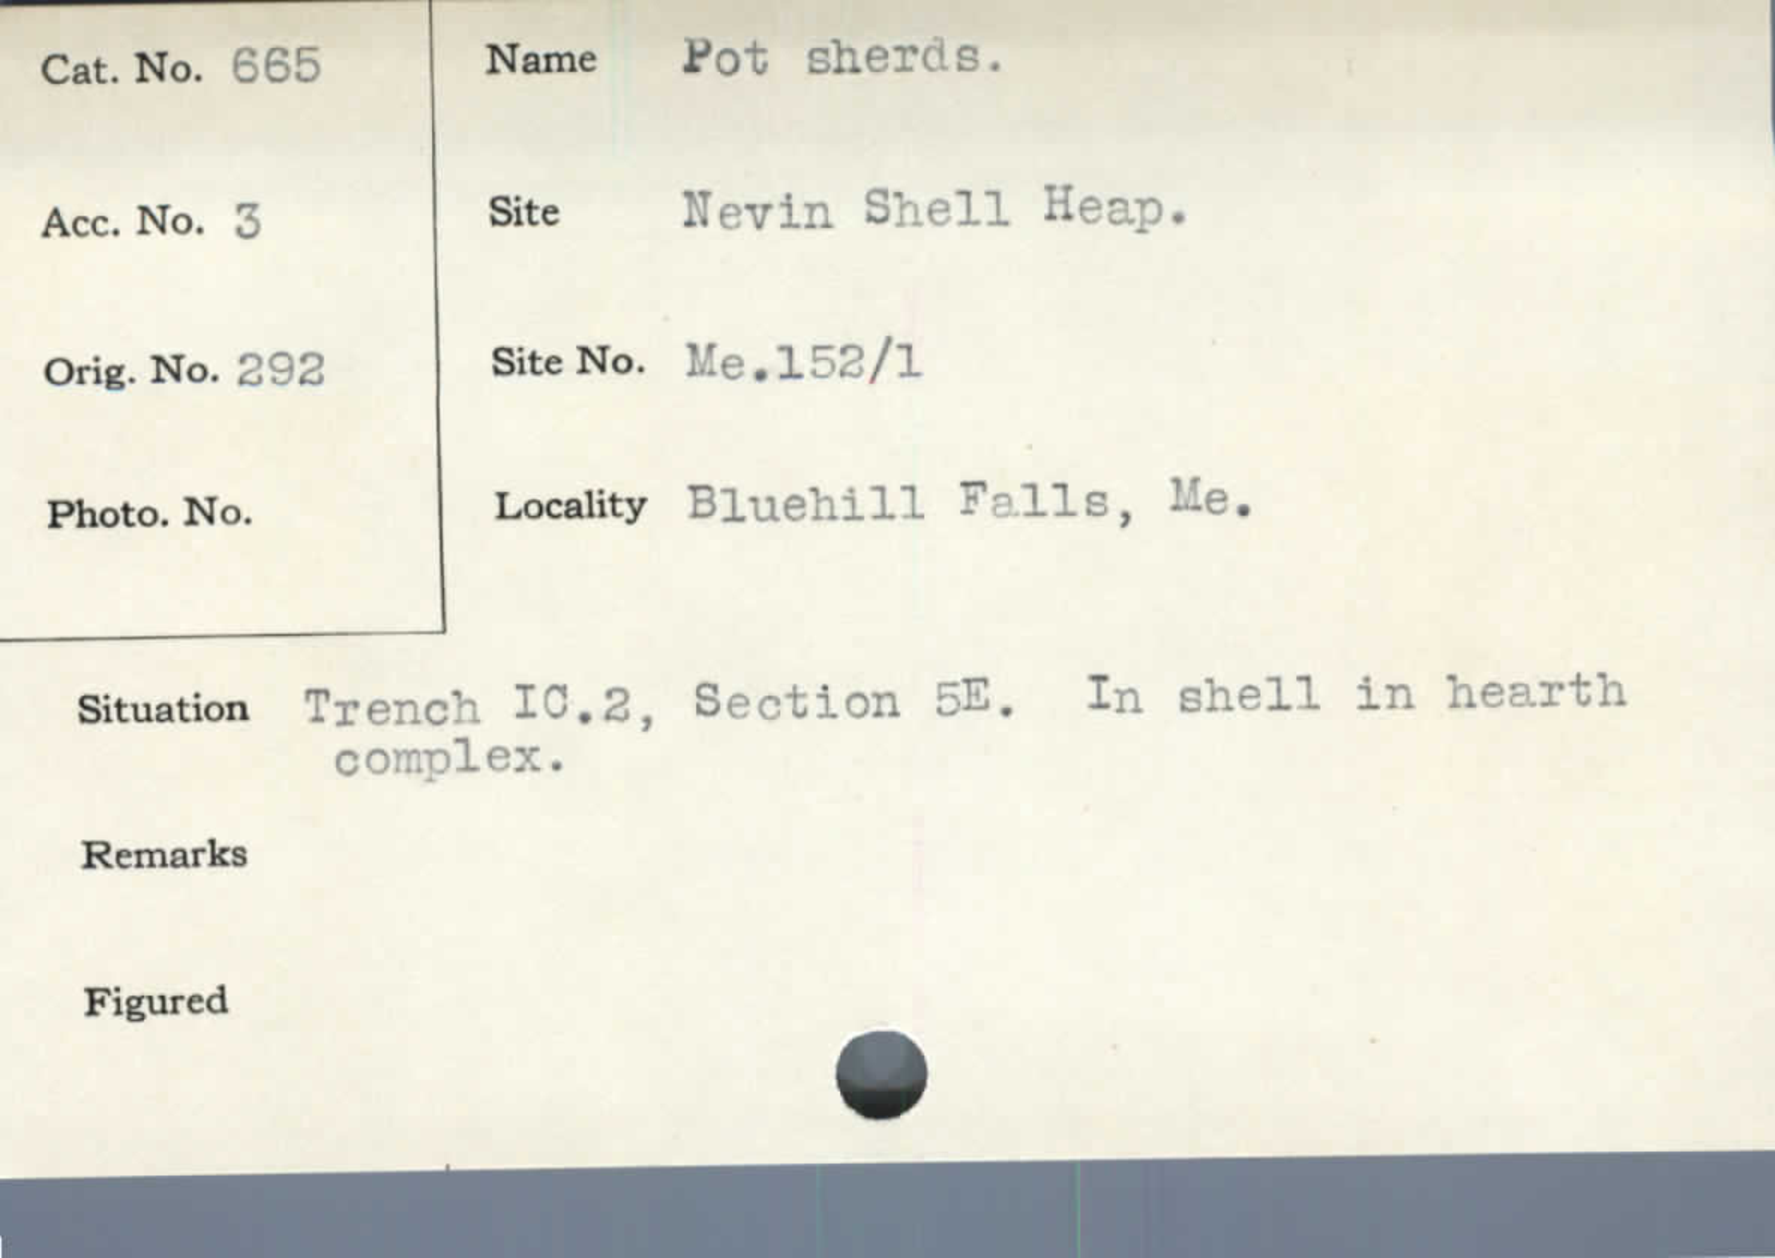 Cat. No. 665
Acc. No. 3
Orig. No. 292
Photo. No.
Name Pot sherds.
Site Nevin Shell Heap.
Site No. Me.152/1
Locality Bluehill Falls, Me.
Situation Trench IC.2, Section 5E. In shell in hearth
complex.
Remarks
Figured